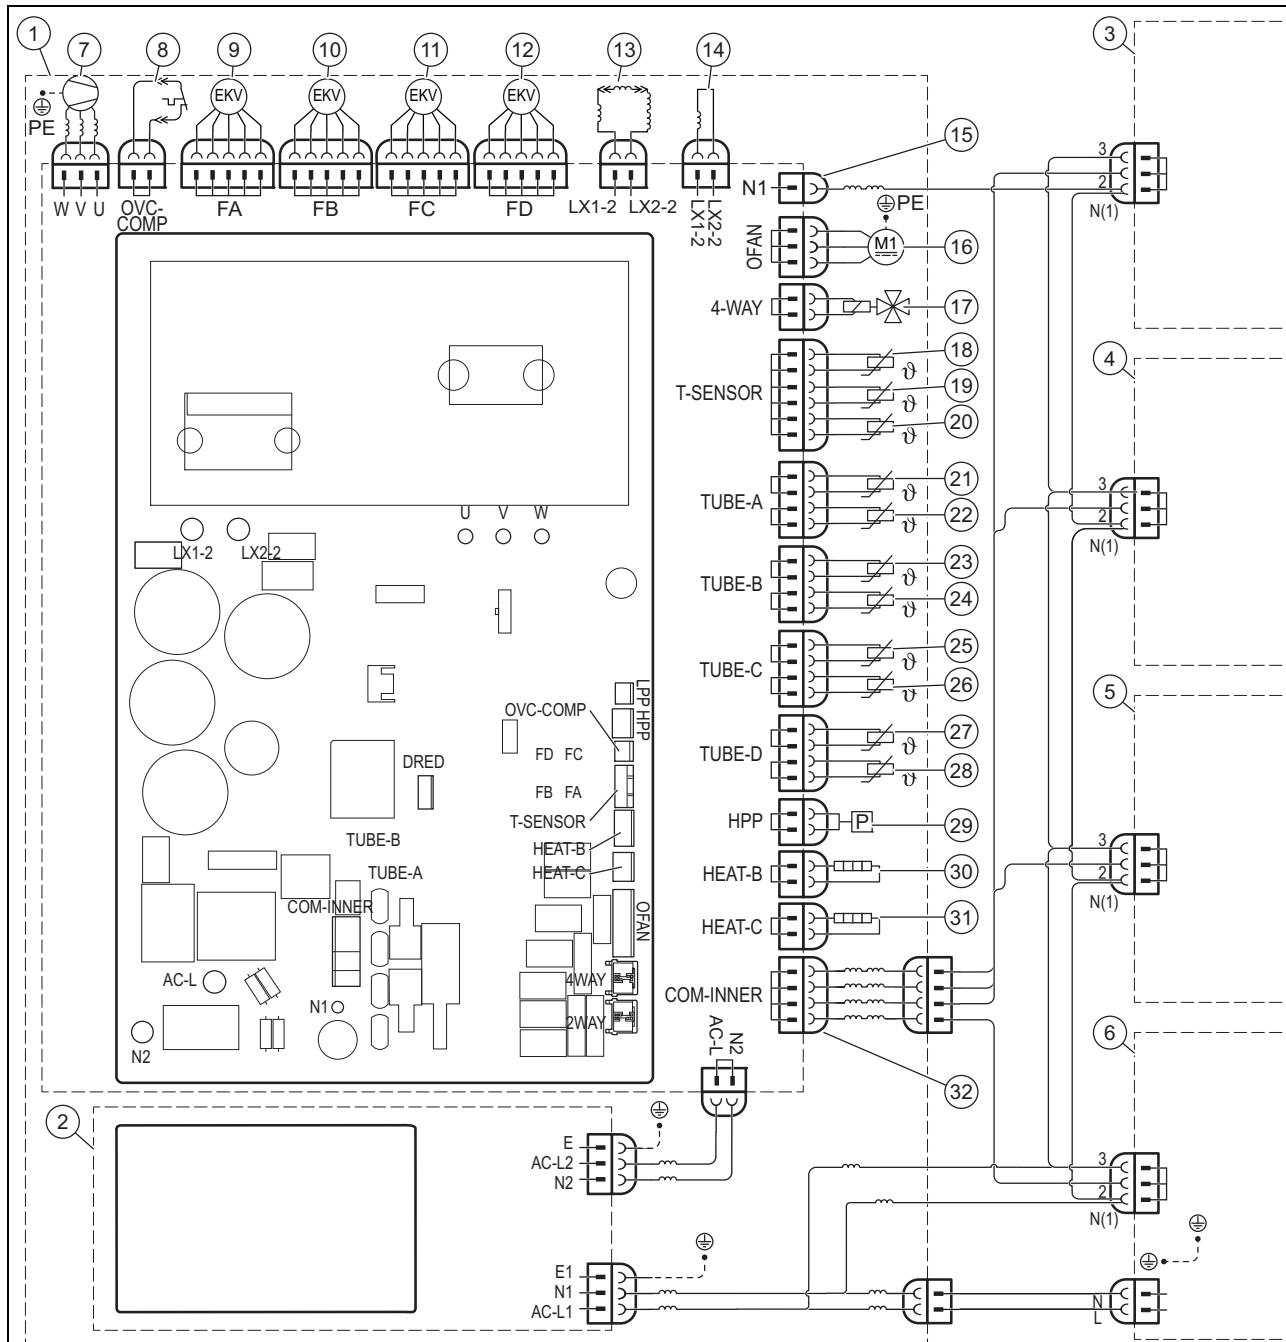 1
7
8
9
10
11
12
13
14
3
EKV
EKV
EKV
EKV
PE
15
3
2
N(1)
N1
W V U
OVC-
COMP
FA
FB
FC
FD
LX1-2 LX2-2
LX1-2
LX2-2
PE
OFAN
M1
16
4-WAY
17
T-SENSOR
18
ϑ
19
ϑ
20
ϑ
4
TUBE-A
21
ϑ
22
ϑ
3
2
N(1)
U V W
LX1-2
LX2-2
TUBE-B
23
ϑ
24
ϑ
TUBE-C
25
ϑ
26
ϑ
5
LPP
HPP
OVC-COMP
FD FC
FB FA
DRED
T-SENSOR
HEAT-B
HEAT-C
TUBE-B
TUBE-A
COM-INNER
OFAN
TUBE-D
27
ϑ
28
ϑ
HPP
P
29
HEAT-B
30
HEAT-C
31
3
2
N(1)
AC-L
N1
N2
4WAY
2WAY
COM-INNER
AC-L
N2
32
6
2
E
AC-L2
N2
3
2
N(1)
E1
N1
AC-L1
N
L